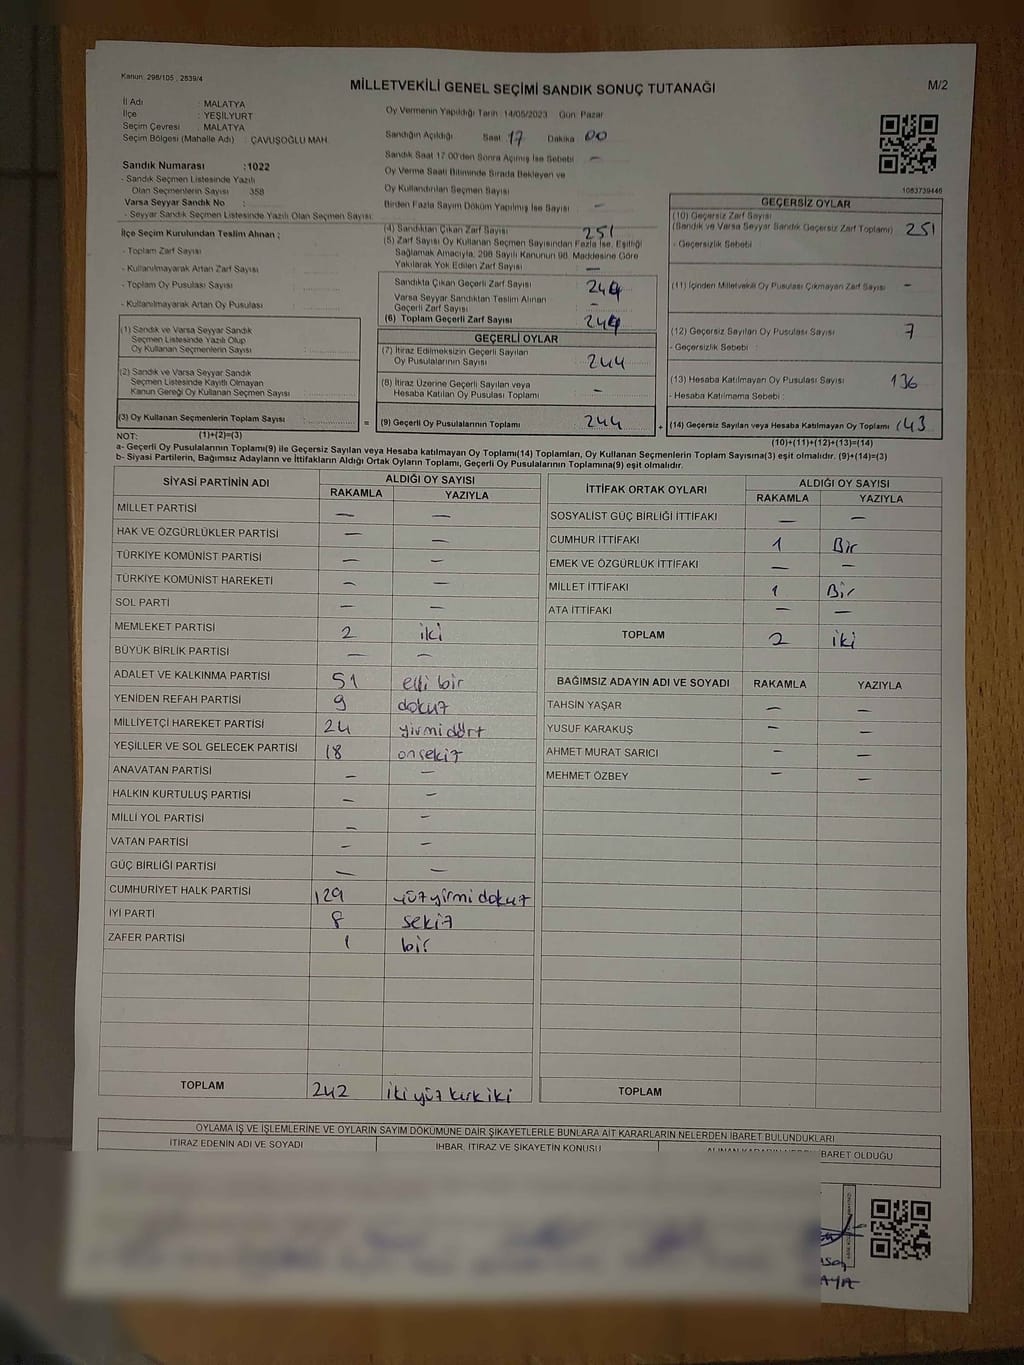 Kanun: 298/105 , 2839/4
MİLLETVEKİLİ GENEL SEÇİMİ SANDIK SONUÇ TUTANAĞI
M/2
İl Adı : MALATYA
İlçe : YEŞİLYURT
Seçim Çevresi : MALATYA
Seçim Bölgesi (Mahalle Adı) : ÇAVUŞOĞLU MAH.
Oy Vermenin Yapıldığı Tarih: 14/05/2023 Gün: Pazar
Sandığın Açıldığı Saat 17 Dakika 00
Sandık Saat 17:00'den Sonra Açılmış İse Sebebi : —
Oy Verme Saati Bitiminde Sırada Bekleyen ve
Oy Kullandırılan Seçmen Sayısı
Birden Fazla Sayım Döküm Yapılmış İse Sayısı : —
Sandık Numarası :1022
- Sandık Seçmen Listesinde Yazılı
Olan Seçmenlerin Sayısı : 358
Varsa Seyyar Sandık No :
- Seyyar Sandık Seçmen Listesinde Yazılı Olan Seçmen Sayısı:
1083739446
İlçe Seçim Kurulundan Teslim Alınan ;
- Toplam Zarf Sayısı :
- Kullanılmayarak Artan Zarf Sayısı :
- Toplam Oy Pusulası Sayısı :
- Kullanılmayarak Artan Oy Pusulası :
(1) Sandık ve Varsa Seyyar Sandık
Seçmen Listesinde Yazılı Olup
Oy Kullanan Seçmenlerin Sayısı :
(2) Sandık ve Varsa Seyyar Sandık
Seçmen Listesinde Kayıtlı Olmayan
Kanun Gereği Oy Kullanan Seçmen Sayısı :
(3) Oy Kullanan Seçmenlerin Toplam Sayısı :
(1)+(2)=(3)
(4) Sandıktan Çıkan Zarf Sayısı 251
(5) Zarf Sayısı Oy Kullanan Seçmen Sayısından Fazla İse, Eşitliği
Sağlamak Amacıyla, 298 Sayılı Kanunun 98. Maddesine Göre
Yakılarak Yok Edilen Zarf Sayısı : —
Sandıkta Çıkan Geçerli Zarf Sayısı : 244
Varsa Seyyar Sandıktan Teslim Alınan
Geçerli Zarf Sayısı : —
(6) Toplam Geçerli Zarf Sayısı : 244
GEÇERLİ OYLAR
(7) İtiraz Edilmeksizin Geçerli Sayılan
Oy Pusulalarının Sayısı : 244
(8) İtiraz Üzerine Geçerli Sayılan veya
Hesaba Katılan Oy Pusulası Toplamı : —
= (9) Geçerli Oy Pusulalarının Toplamı : 244
GEÇERSİZ OYLAR
(10) Geçersiz Zarf Sayısı
(Sandık ve Varsa Seyyar Sandık Geçersiz Zarf Toplamı) : 251
- Geçersizlik Sebebi :
(11) İçinden Milletvekili Oy Pusulası Çıkmayan Zarf Sayısı : —
(12) Geçersiz Sayılan Oy Pusulası Sayısı : 7
- Geçersizlik Sebebi :
(13) Hesaba Katılmayan Oy Pusulası Sayısı : 136
- Hesaba Katılmama Sebebi :
+ (14) Geçersiz Sayılan veya Hesaba Katılmayan Oy Toplamı : 143
(10)+(11)+(12)+(13)=(14)
NOT:
a- Geçerli Oy Pusulalarının Toplamı(9) ile Geçersiz Sayılan veya Hesaba katılmayan Oy Toplamı(14) Toplamları, Oy Kullanan Seçmenlerin Toplam Sayısına(3) eşit olmalıdır. (9)+(14)=(3)
b- Siyasi Partilerin, Bağımsız Adayların ve İttifakların Aldığı Ortak Oyların Toplamı, Geçerli Oy Pusulalarının Toplamına(9) eşit olmalıdır.
SİYASİ PARTİNİN ADI ALDIĞI OY SAYISI
RAKAMLA YAZIYLA
MİLLET PARTİSİ — —
HAK VE ÖZGÜRLÜKLER PARTİSİ — —
TÜRKİYE KOMÜNİST PARTİSİ — —
TÜRKİYE KOMÜNİST HAREKETİ — —
SOL PARTİ — —
MEMLEKET PARTİSİ 2 iki
BÜYÜK BİRLİK PARTİSİ — —
ADALET VE KALKINMA PARTİSİ 51 elli bir
YENİDEN REFAH PARTİSİ 9 dokuz
MİLLİYETÇİ HAREKET PARTİSİ 24 yirmi dört
YEŞİLLER VE SOL GELECEK PARTİSİ 18 onsekiz
ANAVATAN PARTİSİ — —
HALKIN KURTULUŞ PARTİSİ — —
MİLLİ YOL PARTİSİ — —
VATAN PARTİSİ — —
GÜÇ BİRLİĞİ PARTİSİ — —
CUMHURİYET HALK PARTİSİ 129 yüzyirmi dokuz
İYİ PARTİ 8 sekiz
ZAFER PARTİSİ 1 bir
TOPLAM 242 iki yüz kırk iki
İTTİFAK ORTAK OYLARI ALDIĞI OY SAYISI
RAKAMLA YAZIYLA
SOSYALİST GÜÇ BİRLİĞİ İTTİFAKI — —
CUMHUR İTTİFAKI 1 Bir
EMEK VE ÖZGÜRLÜK İTTİFAKI — —
MİLLET İTTİFAKI 1 Bir
ATA İTTİFAKI — —
TOPLAM 2 iki
BAĞIMSIZ ADAYIN ADI VE SOYADI RAKAMLA YAZIYLA
TAHSİN YAŞAR — —
YUSUF KARAKUŞ — —
AHMET MURAT SARICI — —
MEHMET ÖZBEY — —
TOPLAM
OYLAMA İŞ VE İŞLEMLERİNE VE OYLARIN SAYIM DÖKÜMÜNE DAİR ŞİKAYETLERLE BUNLARA AİT KARARLARIN NELERDEN İBARET BULUNDUKLARI
İTİRAZ EDENİN ADI VE SOYADI İHBAR, İTİRAZ VE ŞİKAYETİN KONUSU İBARET OLDUĞU